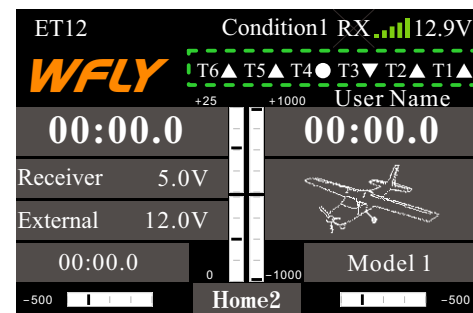 ET12 Condition1 RX 12.9V
WFLY T6▲ T5▲ T4● T3▼ T2▲ T1▲
+25 +1000 User Name
00:00.0 00:00.0
Receiver 5.0V
External 12.0V
00:00.0 0 -1000 Model 1
-500 Home2 -500